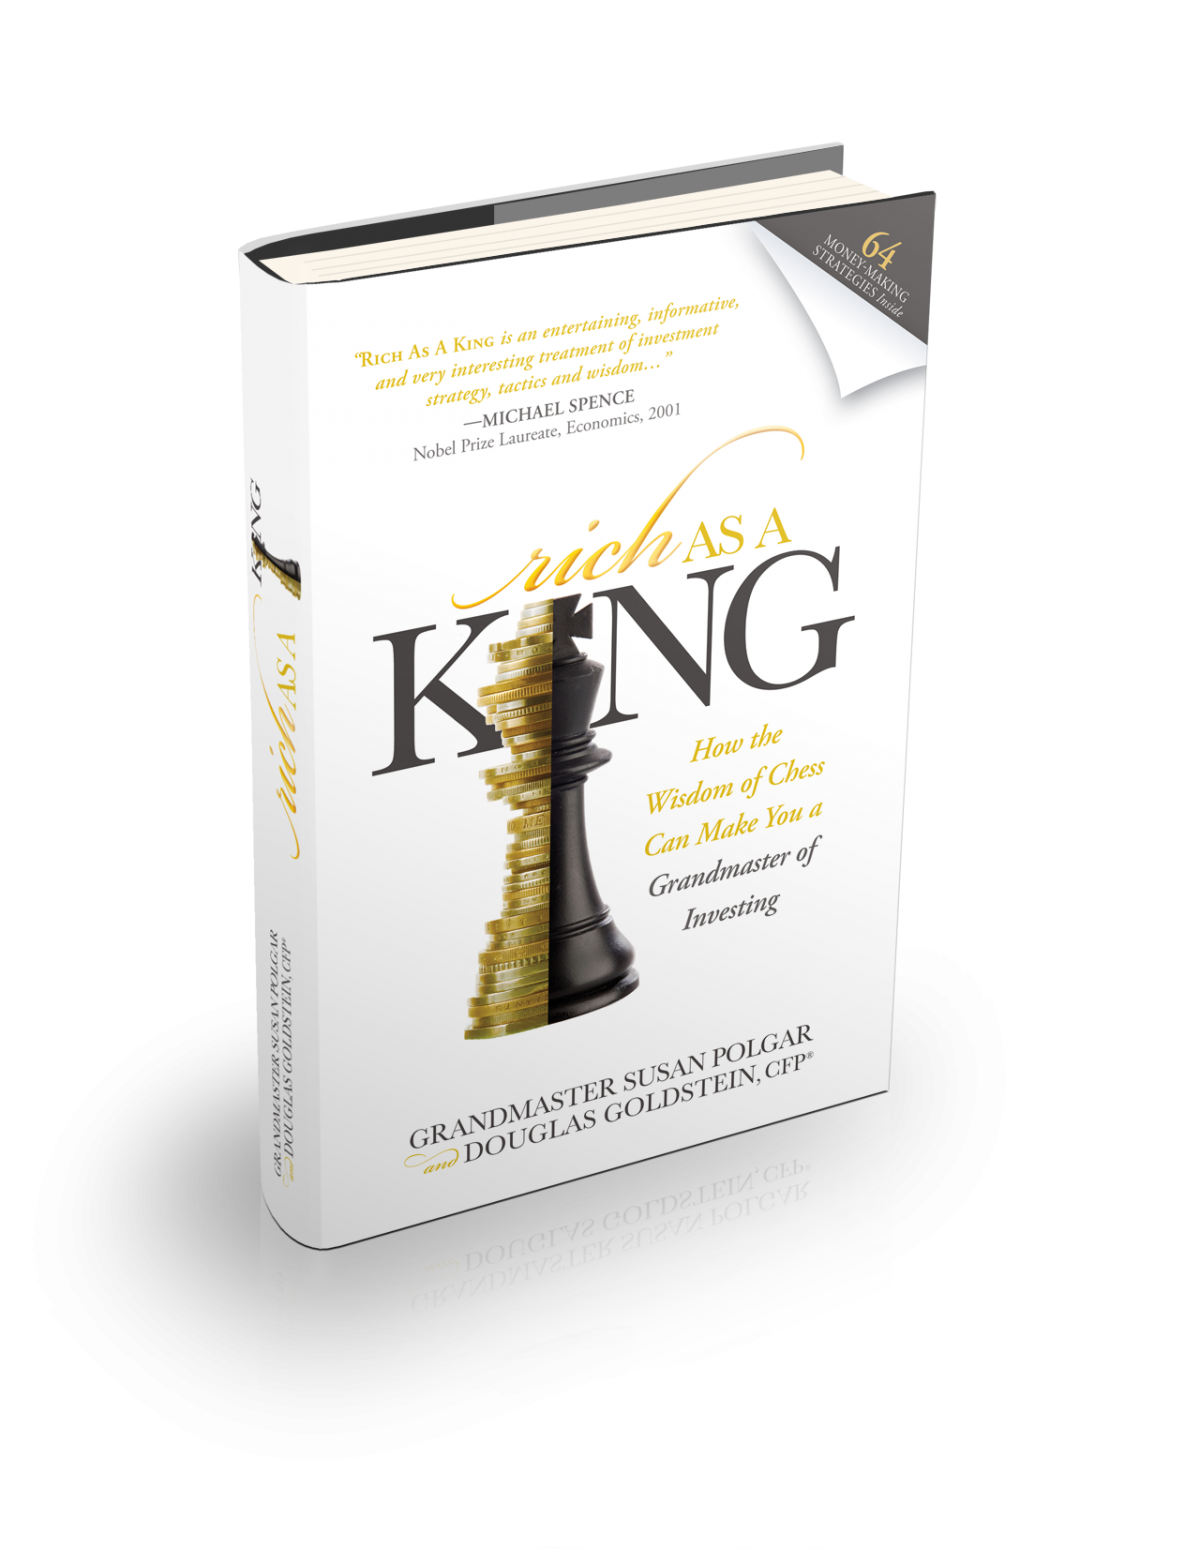 64
MONEY-MAKING
STRATEGIES Inside
“RICH AS A KING is an entertaining, informative,
and very interesting treatment of investment
strategy, tactics and wisdom…”
—MICHAEL SPENCE
Nobel Prize Laureate, Economics, 2001
rich AS A
KING
How the
Wisdom of Chess
Can Make You a
Grandmaster of
Investing
GRANDMASTER SUSAN POLGAR
and DOUGLAS GOLDSTEIN, CFP®
rich AS A KING
GRANDMASTER SUSAN POLGAR
and DOUGLAS GOLDSTEIN, CFP®